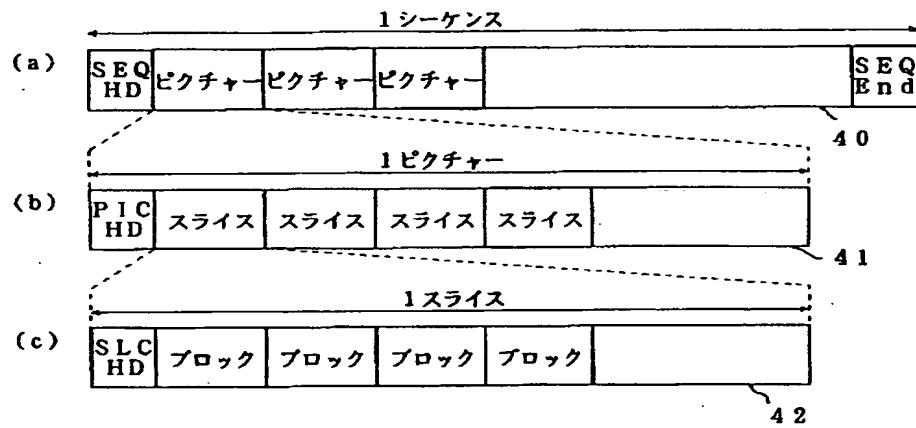 1シーケンス
(a)
SEQ
HD
ピクチャー
ピクチャー
ピクチャー
SEQ
End
40
1ピクチャー
(b)
PIC
HD
スライス
スライス
スライス
スライス
41
1スライス
(c)
SLC
HD
ブロック
ブロック
ブロック
ブロック
42